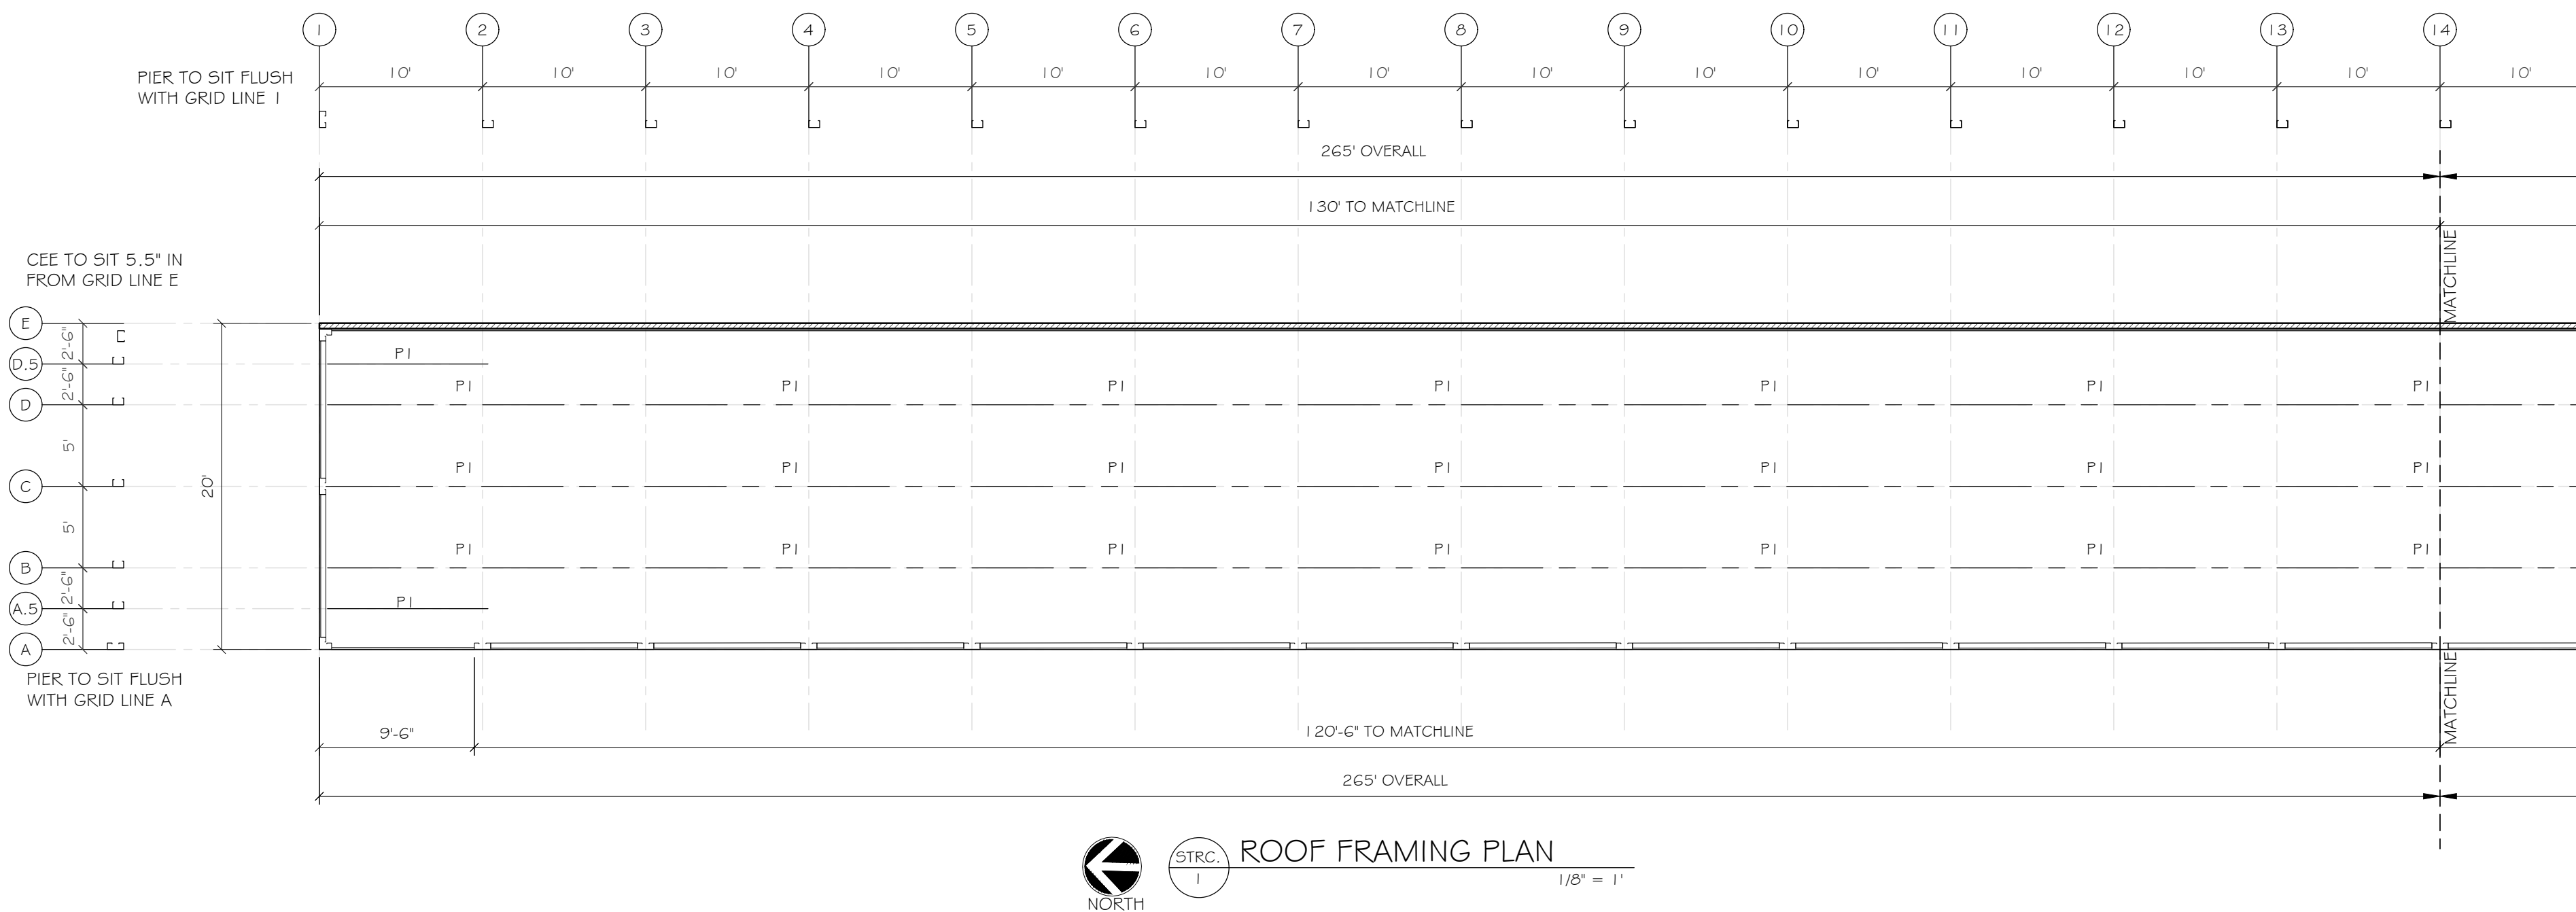 1 2 3 4 5 6 7 8 9 10 11 12 13 14
PIER TO SIT FLUSH
WITH GRID LINE 1
10' 10' 10' 10' 10' 10' 10' 10' 10' 10' 10' 10' 10' 10'
265' OVERALL
130' TO MATCHLINE
MATCHLINE
CEE TO SIT 5.5" IN
FROM GRID LINE E
E
2'-6"
D.5
2'-6"
D
5'
C
5'
B
2'-6"
A.5
2'-6"
A
20'
P1
P1 P1 P1 P1 P1 P1 P1
P1 P1 P1 P1 P1 P1 P1
P1 P1 P1 P1 P1 P1 P1
P1
PIER TO SIT FLUSH
WITH GRID LINE A
MATCHLINE
9'-6"
120'-6" TO MATCHLINE
265' OVERALL
NORTH
STRC.
1
ROOF FRAMING PLAN
1/8" = 1'